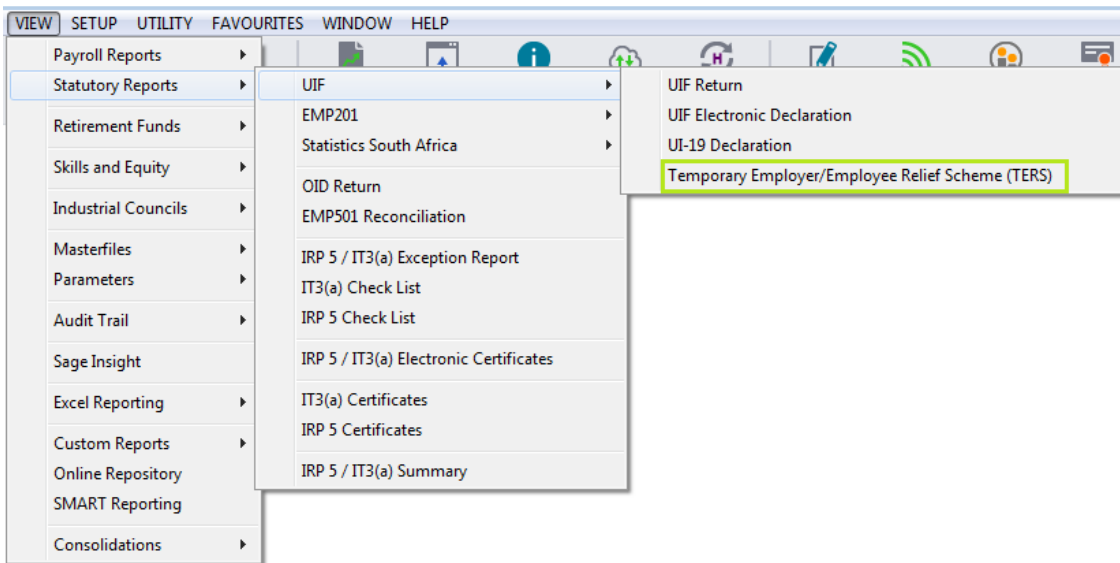 VIEW SETUP UTILITY FAVOURITES WINDOW HELP
Payroll Reports
Statutory Reports
Retirement Funds
Skills and Equity
Industrial Councils
Masterfiles
Parameters
Audit Trail
Sage Insight
Excel Reporting
Custom Reports
Online Repository
SMART Reporting
Consolidations
UIF
EMP201
Statistics South Africa
OID Return
EMP501 Reconciliation
IRP 5 / IT3(a) Exception Report
IT3(a) Check List
IRP 5 Check List
IRP 5 / IT3(a) Electronic Certificates
IT3(a) Certificates
IRP 5 Certificates
IRP 5 / IT3(a) Summary
UIF Return
UIF Electronic Declaration
UI-19 Declaration
Temporary Employer/Employee Relief Scheme (TERS)
H